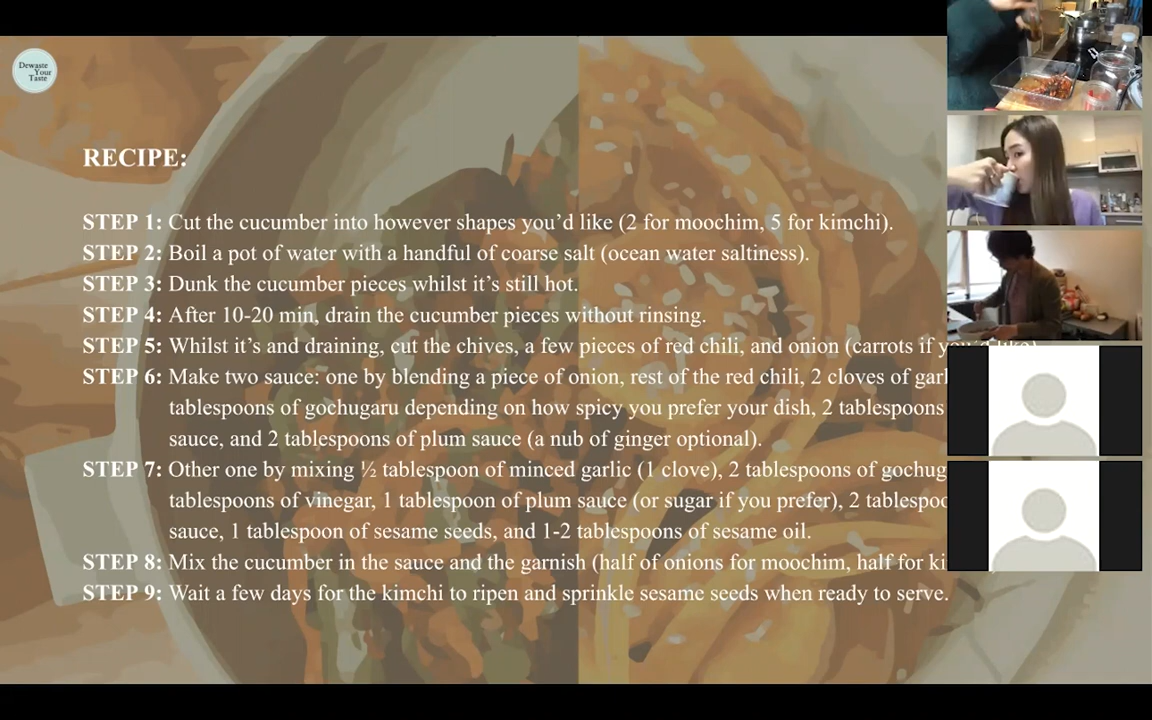 Dewaste
Your
Taste
RECIPE:
STEP 1: Cut the cucumber into however shapes you’d like (2 for moochim, 5 for kimchi).
STEP 2: Boil a pot of water with a handful of coarse salt (ocean water saltiness).
STEP 3: Dunk the cucumber pieces whilst it’s still hot.
STEP 4: After 10-20 min, drain the cucumber pieces without rinsing.
STEP 5: Whilst it’s and draining, cut the chives, a few pieces of red chili, and onion (carrots if you’d like)
STEP 6: Make two sauce: one by blending a piece of onion, rest of the red chili, 2 cloves of
tablespoons of gochugaru depending on how spicy you prefer your dish, 2 tablespoons
sauce, and 2 tablespoons of plum sauce (a nub of ginger optional).
STEP 7: Other one by mixing ½ tablespoon of minced garlic (1 clove), 2 tablespoons of
tablespoons of vinegar, 1 tablespoon of plum sauce (or sugar if you prefer), 2
sauce, 1 tablespoon of sesame seeds, and 1-2 tablespoons of sesame oil.
STEP 8: Mix the cucumber in the sauce and the garnish (half of onions for moochim, half for
STEP 9: Wait a few days for the kimchi to ripen and sprinkle sesame seeds when ready to serve.